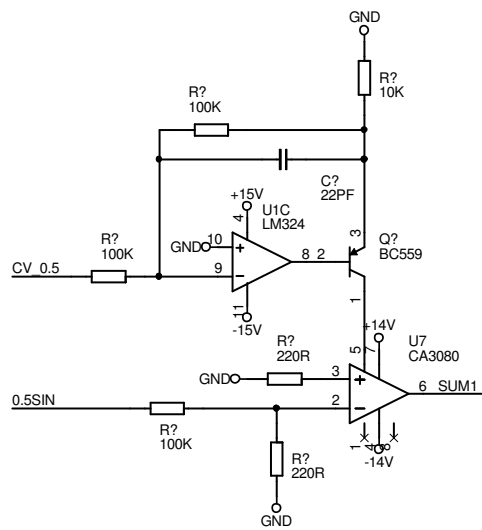 GND
R?
10K
R?
100K
C?
22PF
+15V
4
U1C
LM324
GND
10
+
3
Q?
BC559
R?
100K
8
2
CV_0.5
9
-
11
-15V
1
R?
220R
+14V
U7
CA3080
5
7
GND
3
+
6
SUM1
0.5SIN
2
-
R?
100K
1
4
8
-14V
R?
220R
GND